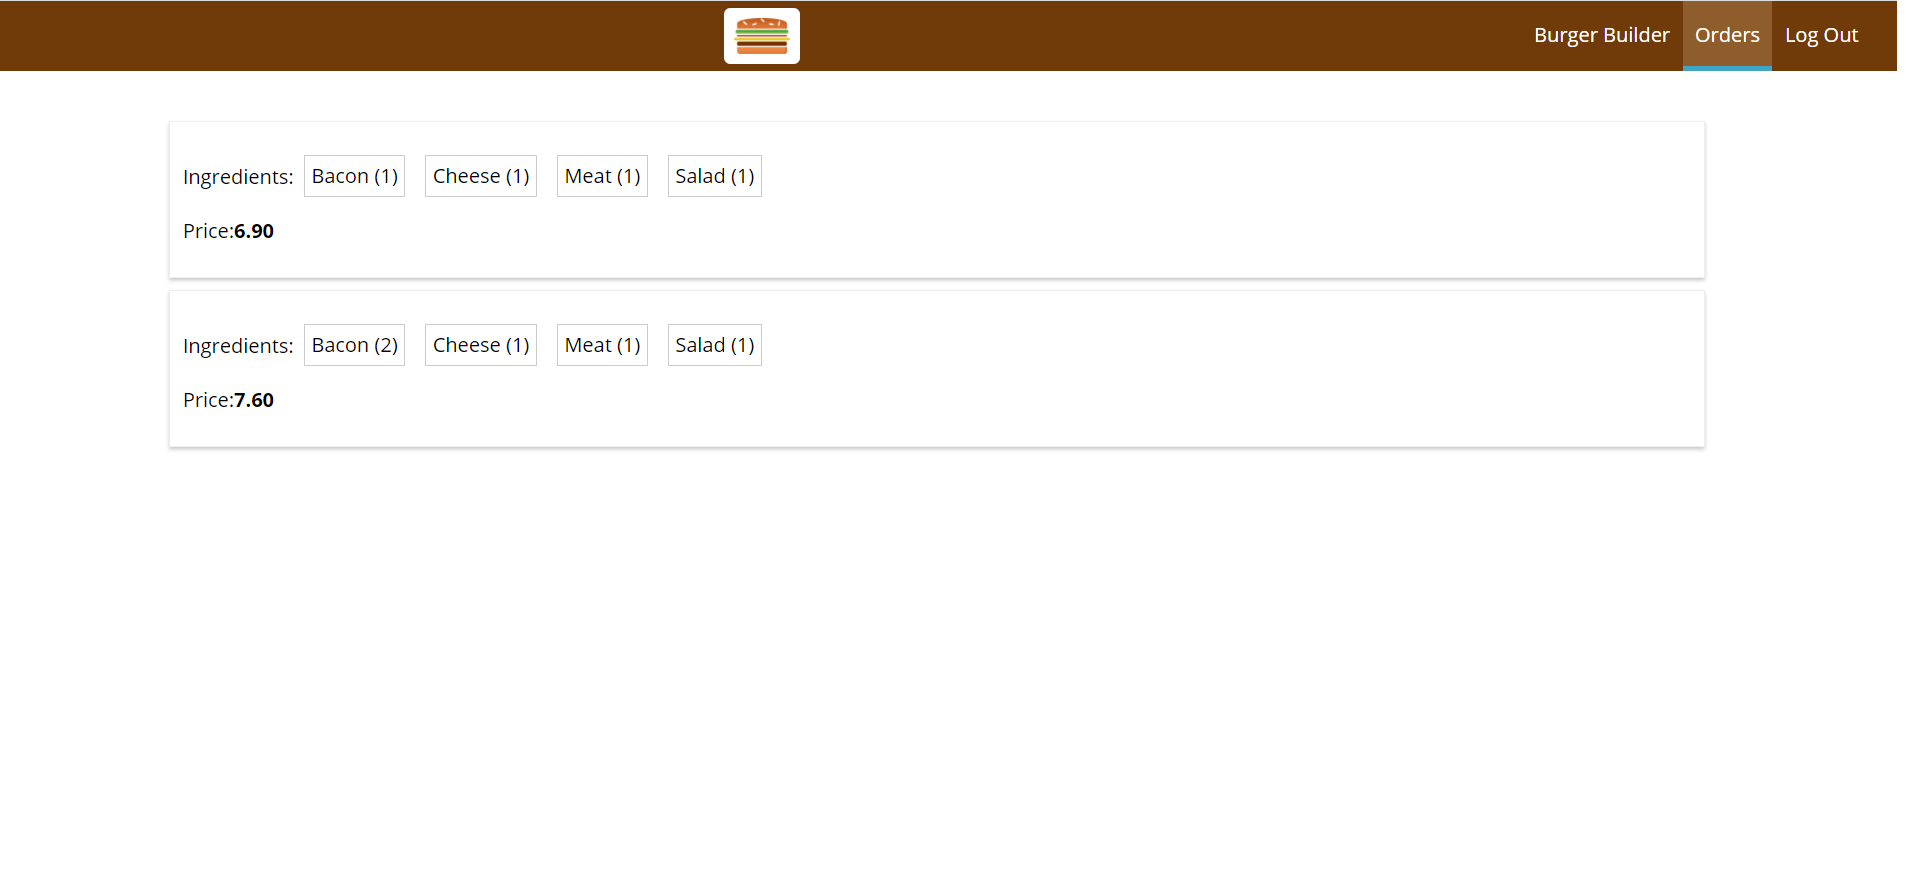 Burger Builder Orders Log Out
Ingredients: Bacon (1) Cheese (1) Meat (1) Salad (1)
Price:6.90
Ingredients: Bacon (2) Cheese (1) Meat (1) Salad (1)
Price:7.60